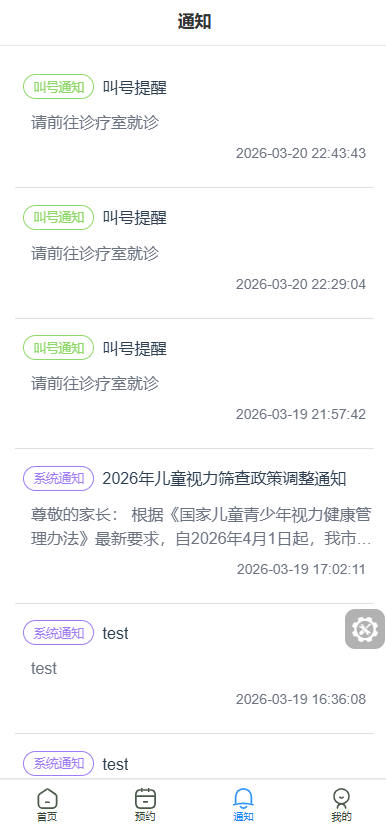 通知
叫号通知 叫号提醒
请前往诊疗室就诊
2026-03-20 22:43:43
叫号通知 叫号提醒
请前往诊疗室就诊
2026-03-20 22:29:04
叫号通知 叫号提醒
请前往诊疗室就诊
2026-03-19 21:57:42
系统通知 2026年儿童视力筛查政策调整通知
尊敬的家长： 根据《国家儿童青少年视力健康管
理办法》最新要求，自2026年4月1日起，我市...
2026-03-19 17:02:11
系统通知 test
test
2026-03-19 16:36:08
系统通知 test
首页 预约 通知 我的